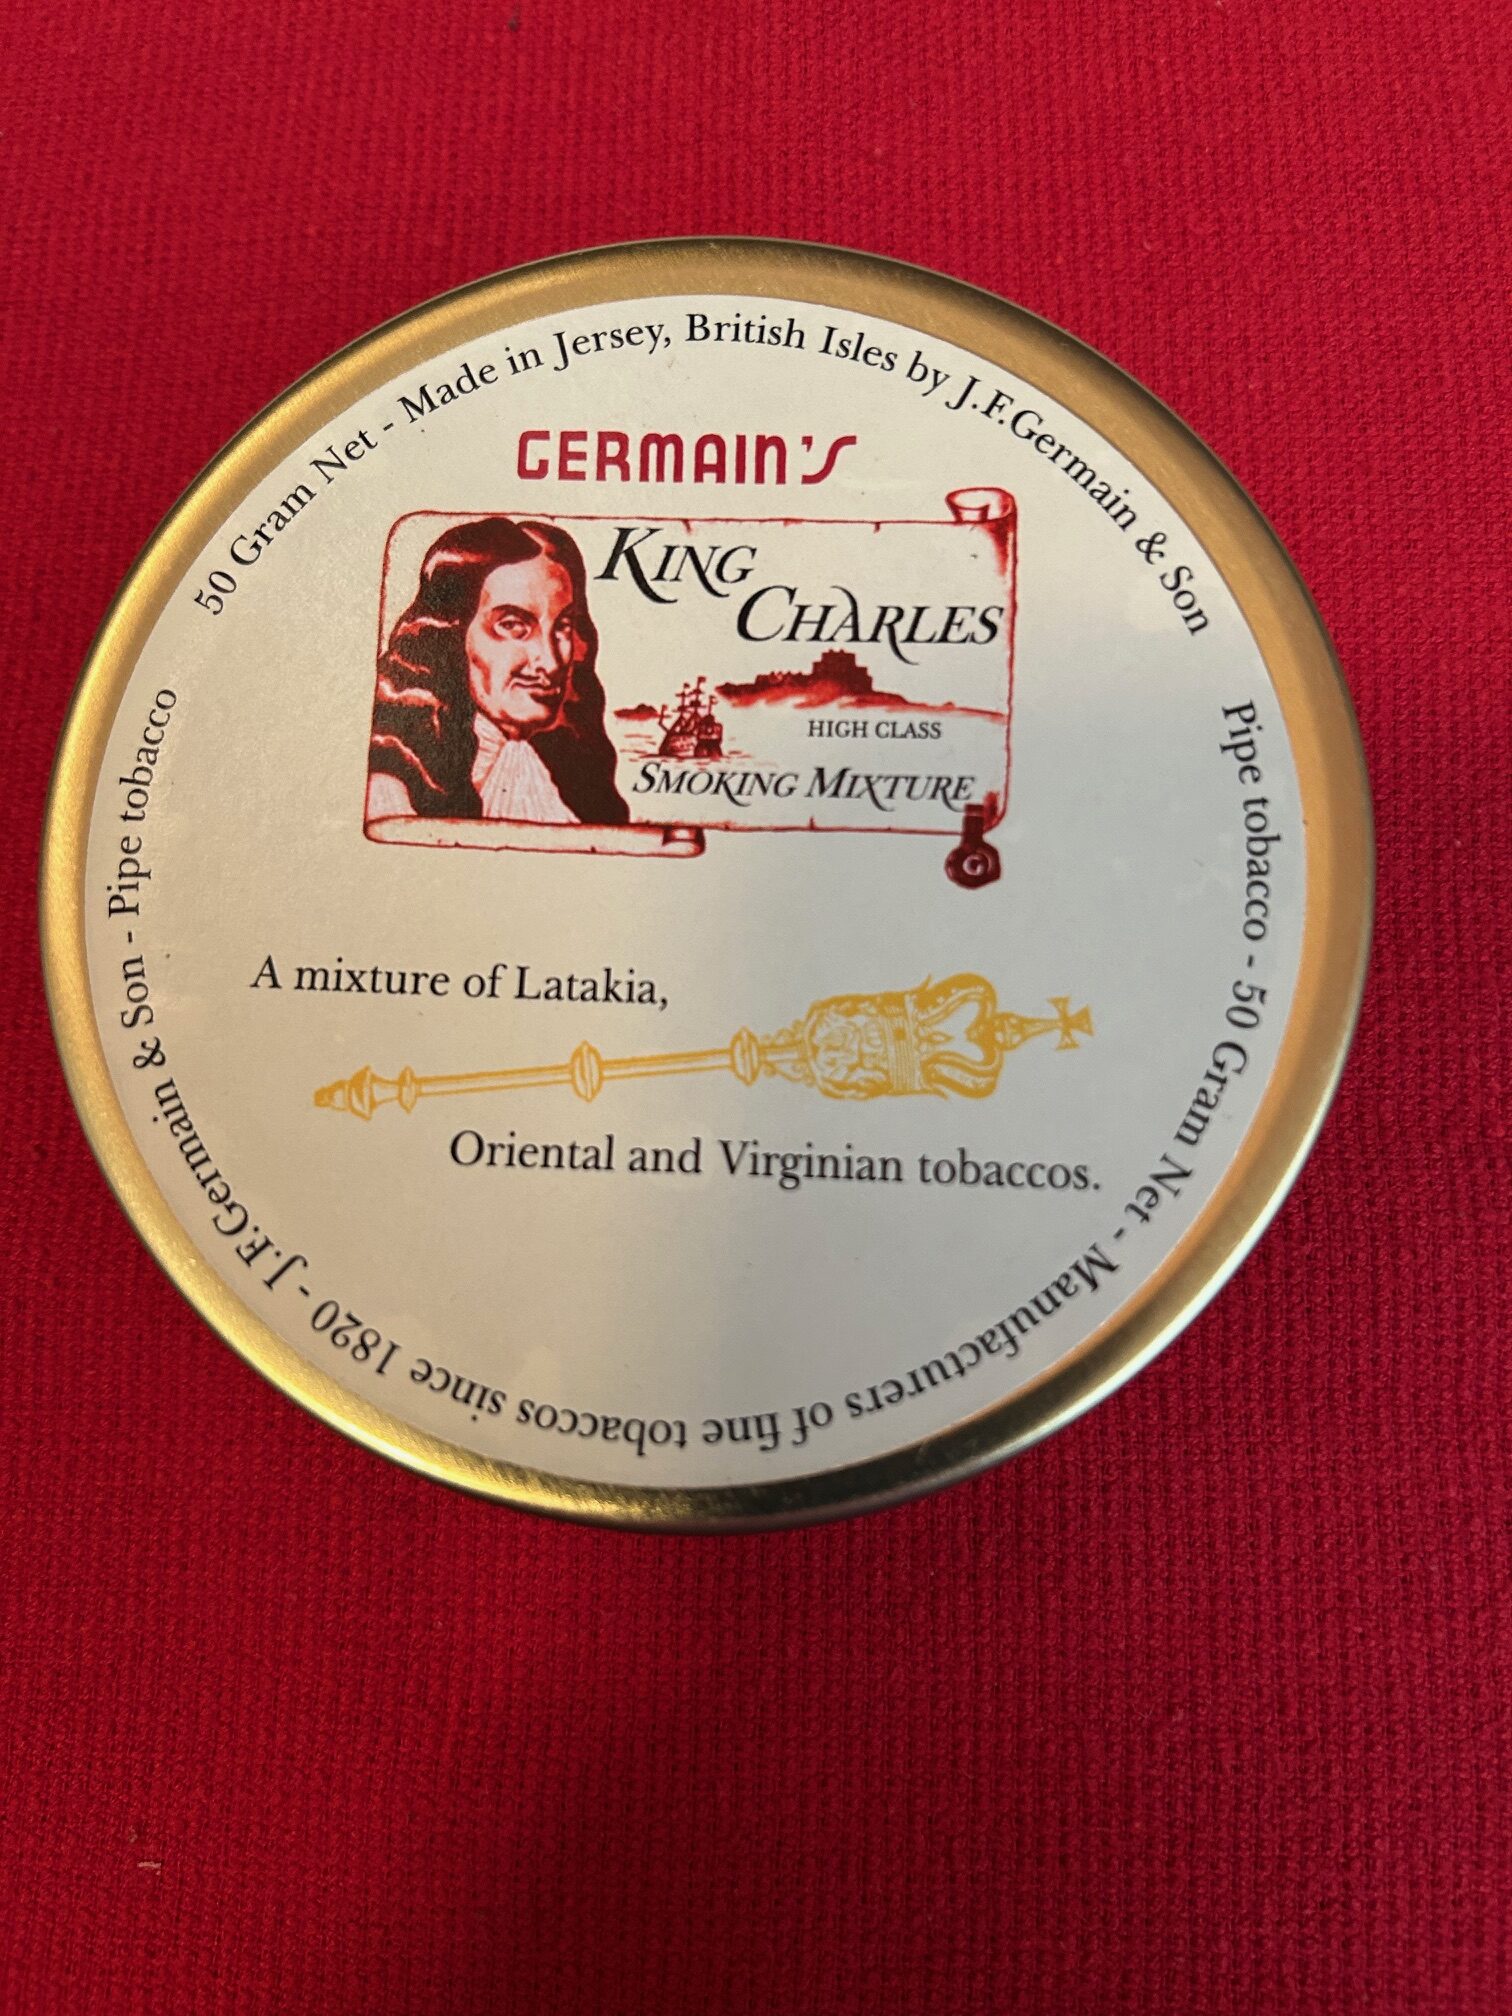 50 Gram Net - Made in Jersey, British Isles by J.F.Germain & Son
GERMAIN'S
KING
CHARLES
HIGH CLASS
SMOKING MIXTURE
G
A mixture of Latakia,
Oriental and Virginian tobaccos.
Pipe tobacco - 50 Gram Net - Manufacturers of fine tobaccos since 1820 - J.F.Germain & Son - Pipe tobacco